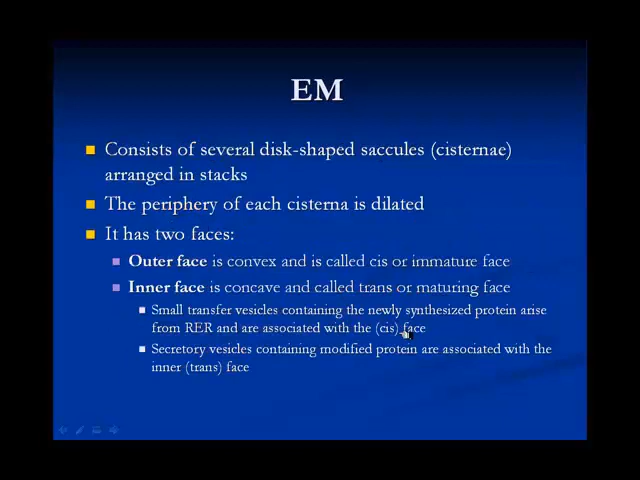 EM
Consists of several disk-shaped saccules (cisternae)
arranged in stacks
The periphery of each cisterna is dilated
It has two faces:
Outer face is convex and is called cis or immature face
Inner face is concave and called trans or maturing face
Small transfer vesicles containing the newly synthesized protein arise
from RER and are associated with the (cis) face
Secretory vesicles containing modified protein are associated with the
inner (trans) face